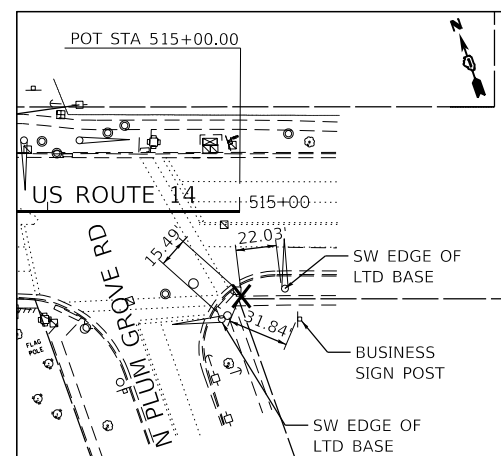 POT STA 515+00.00
N
US ROUTE 14
515+00
22.03'
15.49'
SW EDGE OF
LTD BASE
N PLUM GROVE RD
31.84'
FLAG
POLE
BUSINESS
SIGN POST
SW EDGE OF
LTD BASE